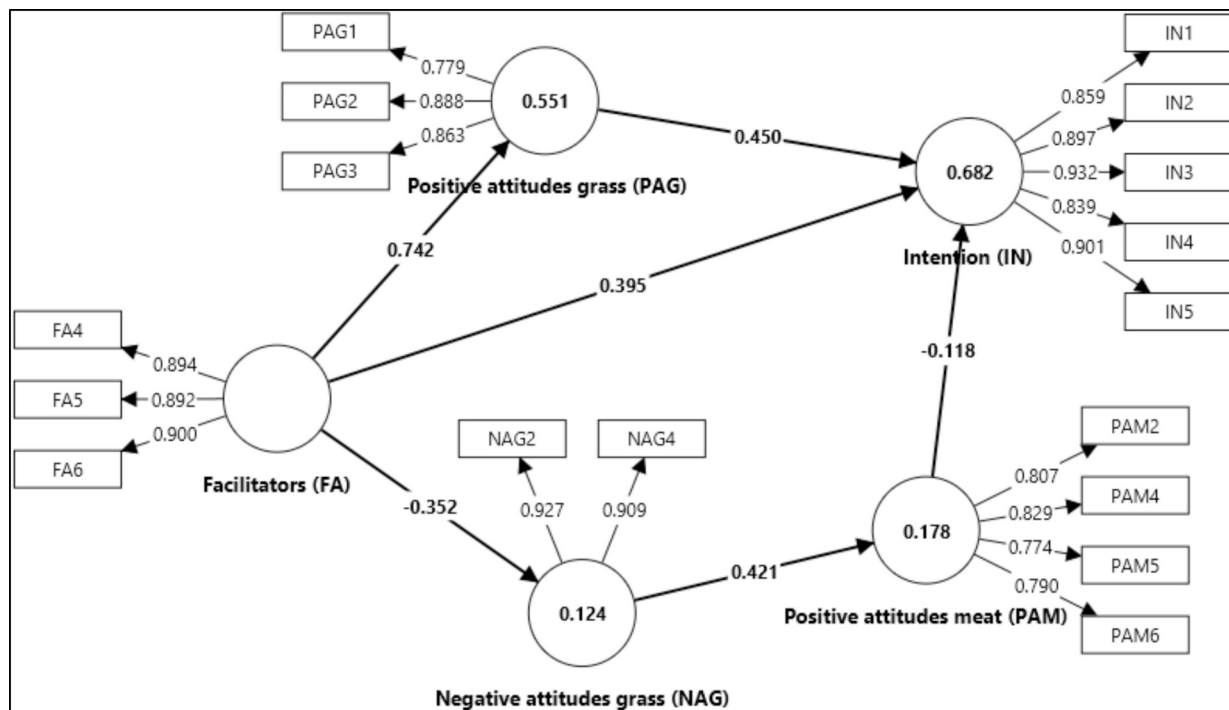 PAG1
0.779
PAG2
0.888
PAG3
0.863
0.551
Positive attitudes grass (PAG)
0.450
IN1
0.859
IN2
0.897
IN3
0.932
IN4
0.839
IN5
0.901
0.682
Intention (IN)
0.742
0.395
-0.118
FA4
0.894
FA5
0.892
FA6
0.900
Facilitators (FA)
-0.352
NAG2
NAG4
0.927
0.909
0.124
Negative attitudes grass (NAG)
0.421
0.178
Positive attitudes meat (PAM)
PAM2
0.807
PAM4
0.829
PAM5
0.774
PAM6
0.790